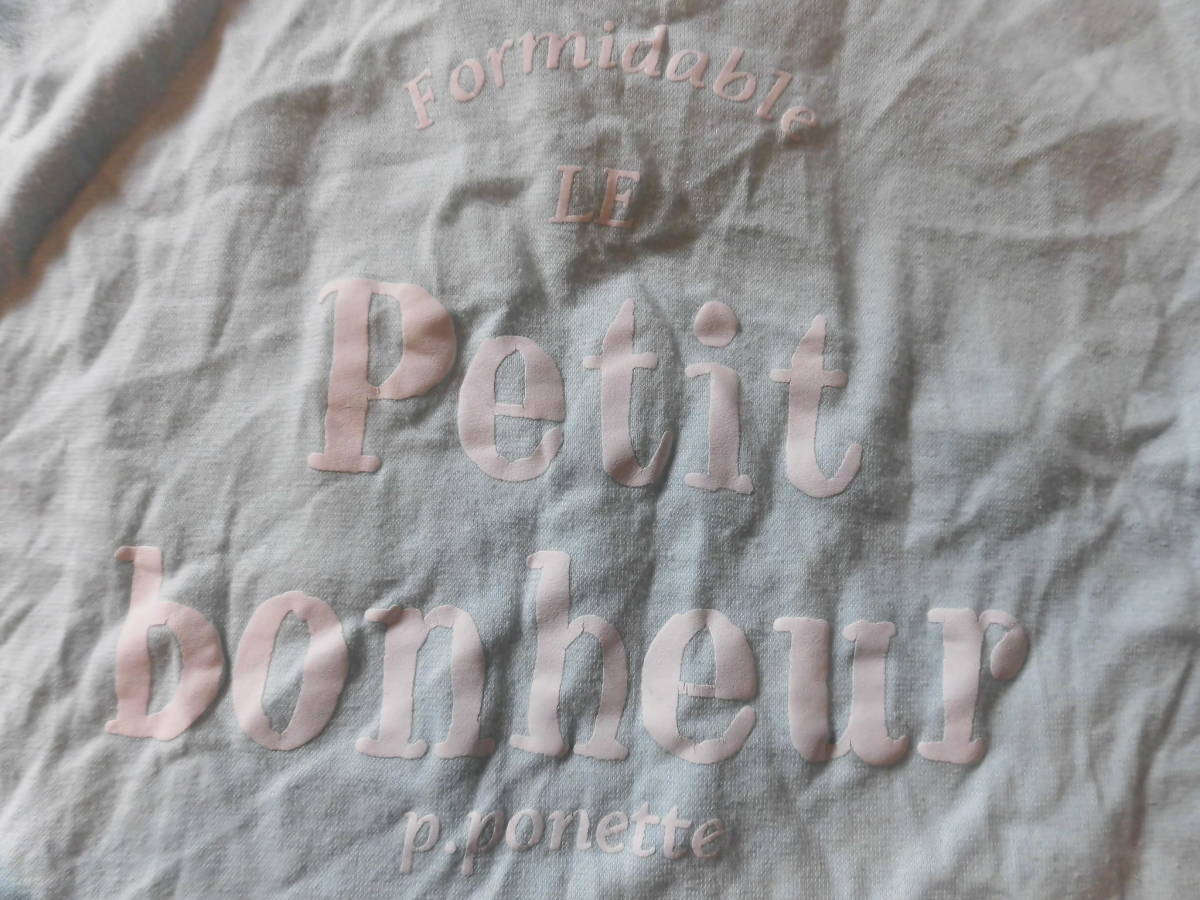 Formidable
LE
Petit
bonheur
p.ponette